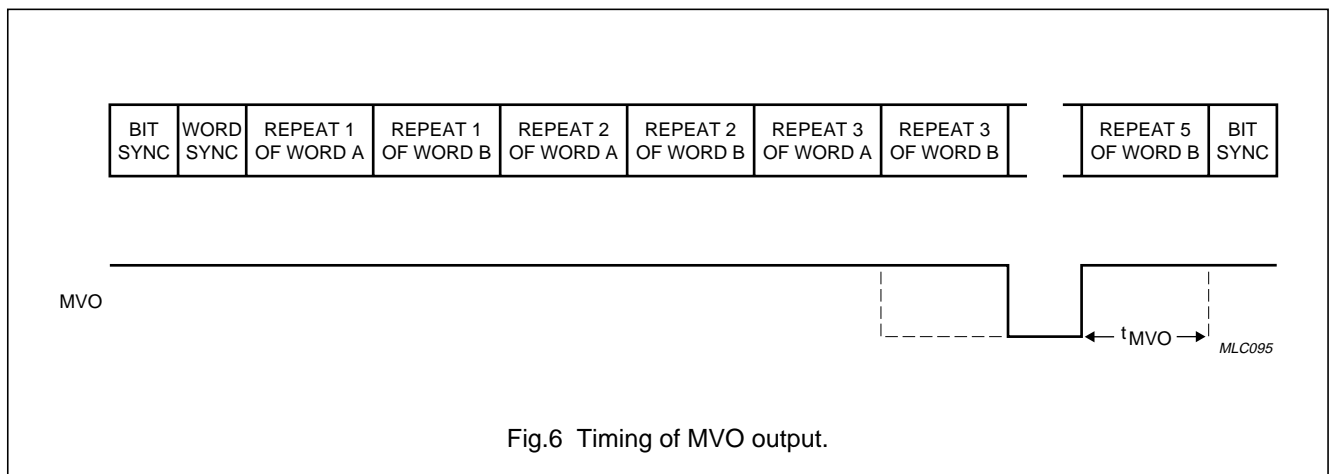 BIT SYNC
WORD SYNC
REPEAT 1 OF WORD A
REPEAT 1 OF WORD B
REPEAT 2 OF WORD A
REPEAT 2 OF WORD B
REPEAT 3 OF WORD A
REPEAT 3 OF WORD B
REPEAT 5 OF WORD B
BIT SYNC
MVO
tMVO
MLC095
Fig.6 Timing of MVO output.